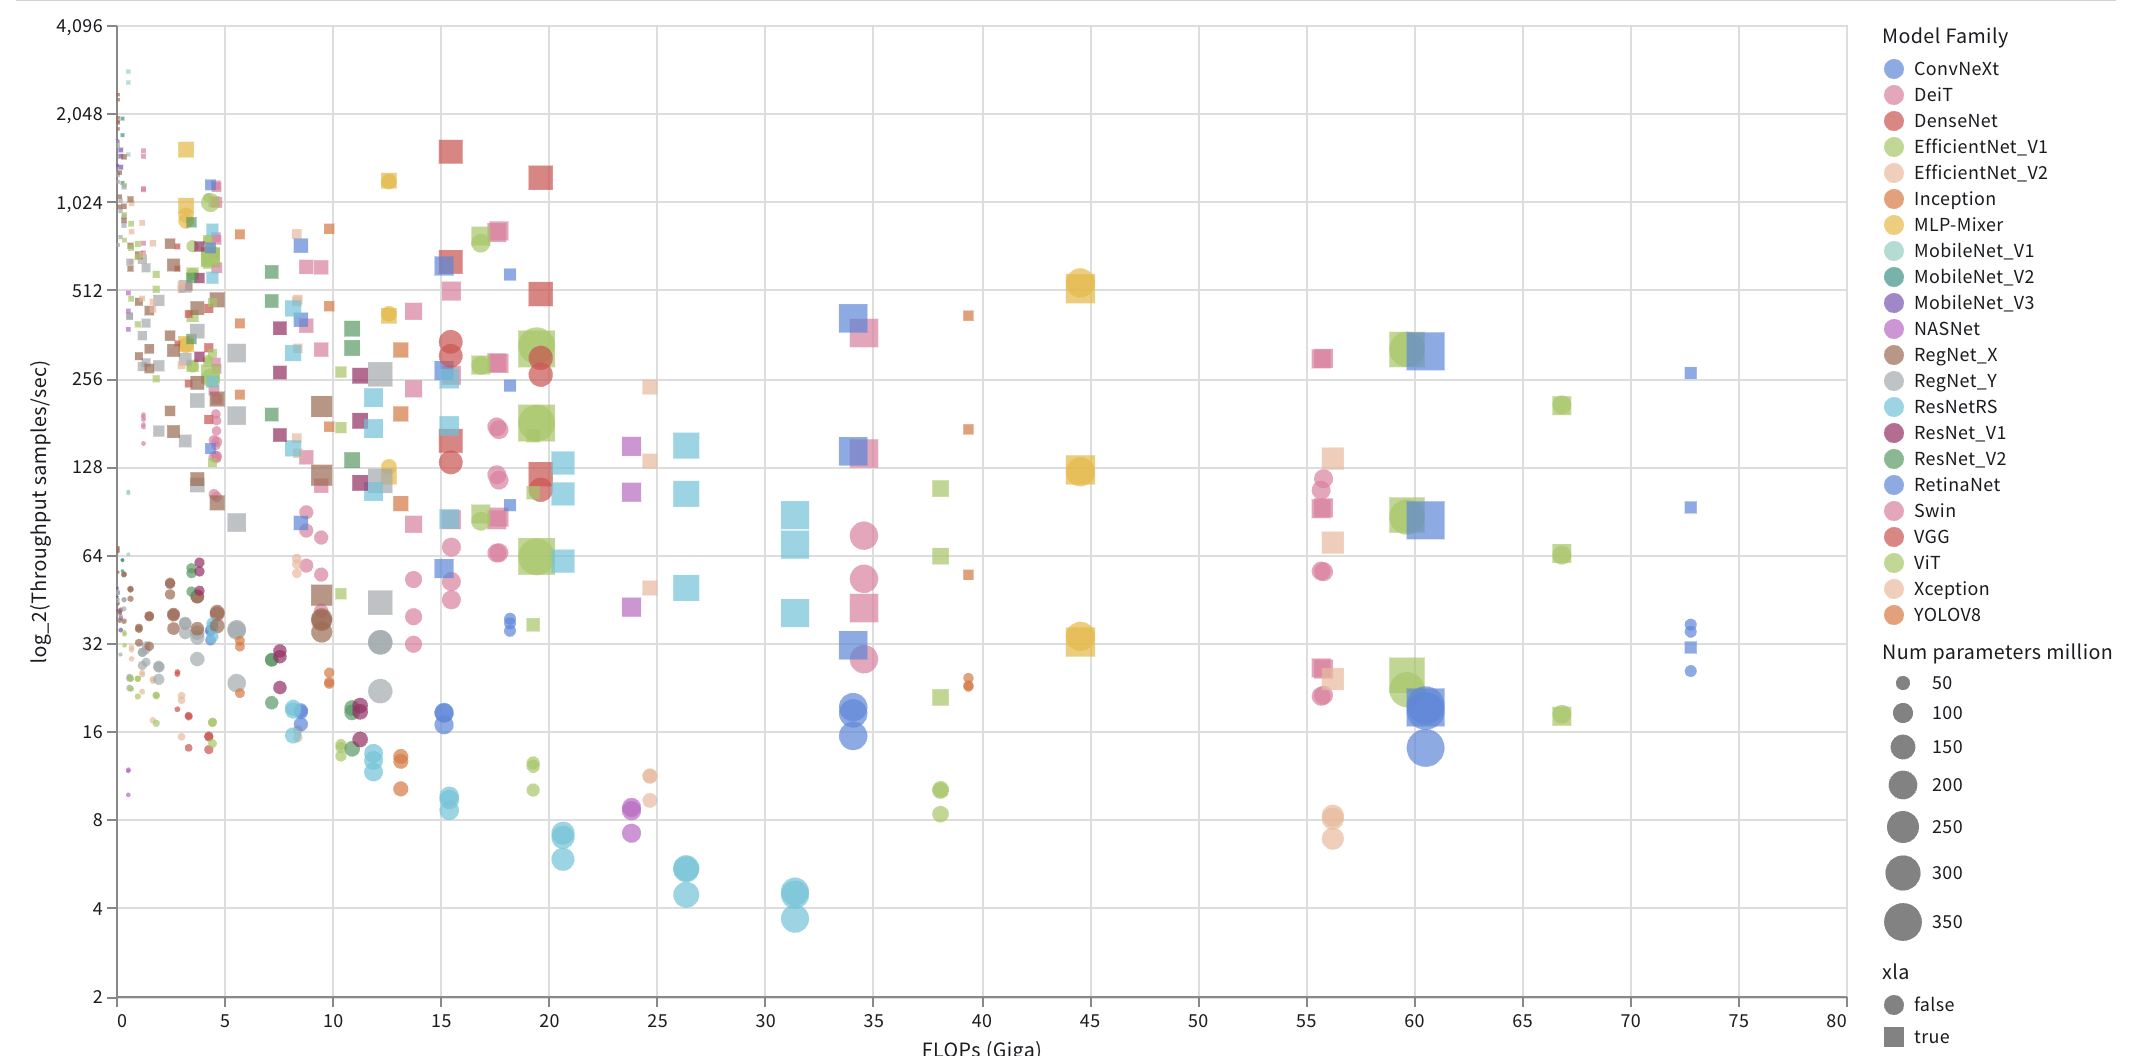 4,096
2,048
1,024
512
256
128
64
32
16
8
4
2
log_2(Throughput samples/sec)
0 5 10 15 20 25 30 35 40 45 50 55 60 65 70 75 80
FLOPs (Giga)
Model Family
ConvNeXt
DeiT
DenseNet
EfficientNet_V1
EfficientNet_V2
Inception
MLP-Mixer
MobileNet_V1
MobileNet_V2
MobileNet_V3
NASNet
RegNet_X
RegNet_Y
ResNetRS
ResNet_V1
ResNet_V2
RetinaNet
Swin
VGG
ViT
Xception
YOLOV8
Num parameters million
50
100
150
200
250
300
350
xla
false
true